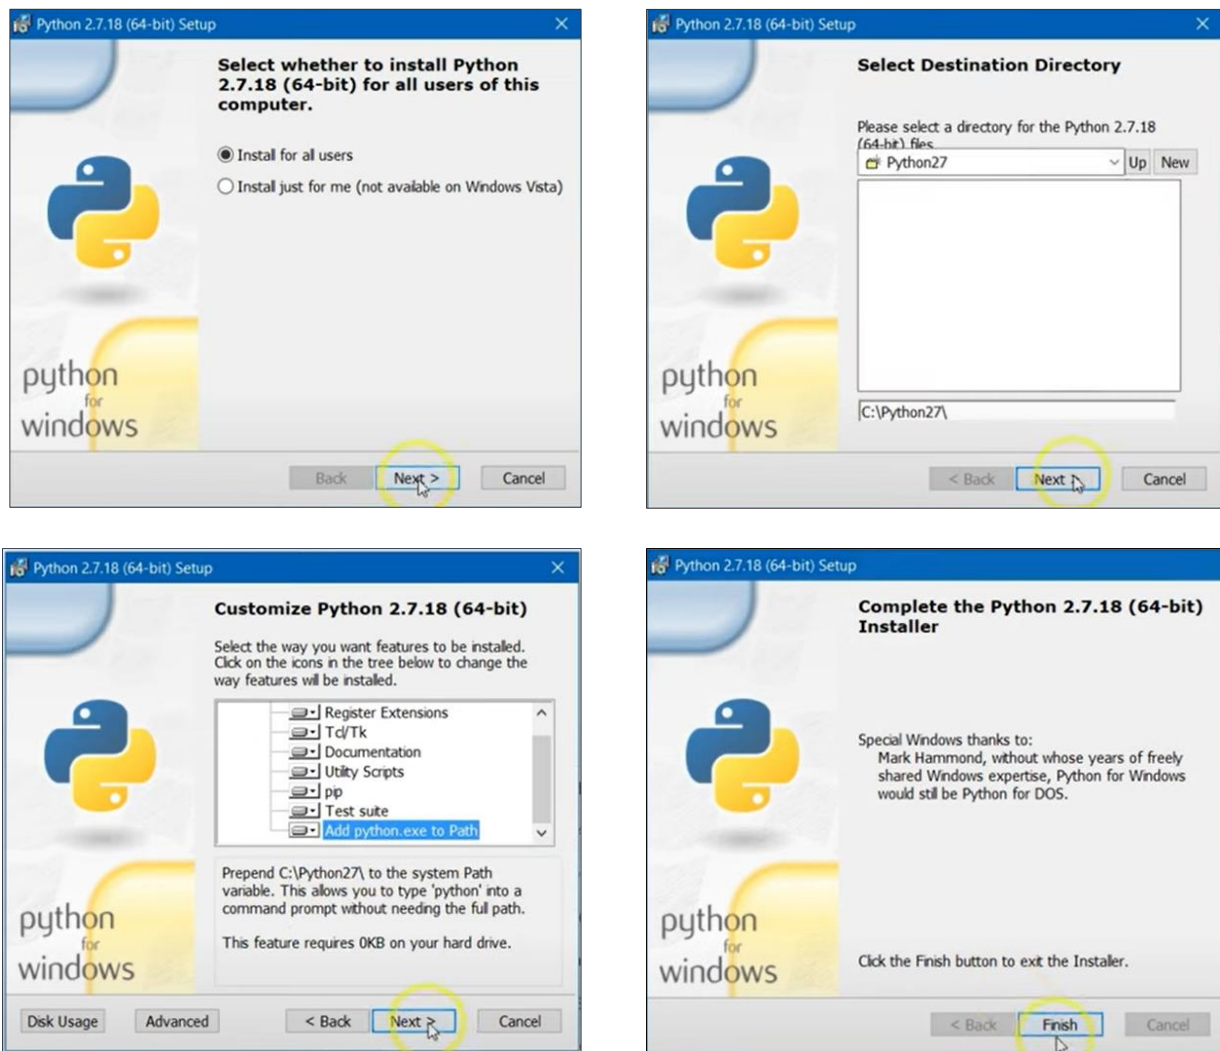 Python 2.7.18 (64-bit) Setup
Select whether to install Python
2.7.18 (64-bit) for all users of this
computer.
Install for all users
Install just for me (not available on Windows Vista)
python
for
windows
Back
Next >
Cancel
Python 2.7.18 (64-bit) Setup
Select Destination Directory
Please select a directory for the Python 2.7.18
(64-bit) files
Python27
Up
New
C:\Python27\
python
for
windows
< Back
Next >
Cancel
Python 2.7.18 (64-bit) Setup
Customize Python 2.7.18 (64-bit)
Select the way you want features to be installed.
Click on the icons in the tree below to change the
way features will be installed.
Register Extensions
Tcl/Tk
Documentation
Utility Scripts
pip
Test suite
Add python.exe to Path
Prepend C:\Python27\ to the system Path
variable. This allows you to type 'python' into a
command prompt without needing the full path.
This feature requires 0KB on your hard drive.
python
for
windows
Disk Usage
Advanced
< Back
Next >
Cancel
Python 2.7.18 (64-bit) Setup
Complete the Python 2.7.18 (64-bit)
Installer
Special Windows thanks to:
Mark Hammond, without whose years of freely
shared Windows expertise, Python for Windows
would still be Python for DOS.
Click the Finish button to exit the Installer.
python
for
windows
< Back
Finish
Cancel